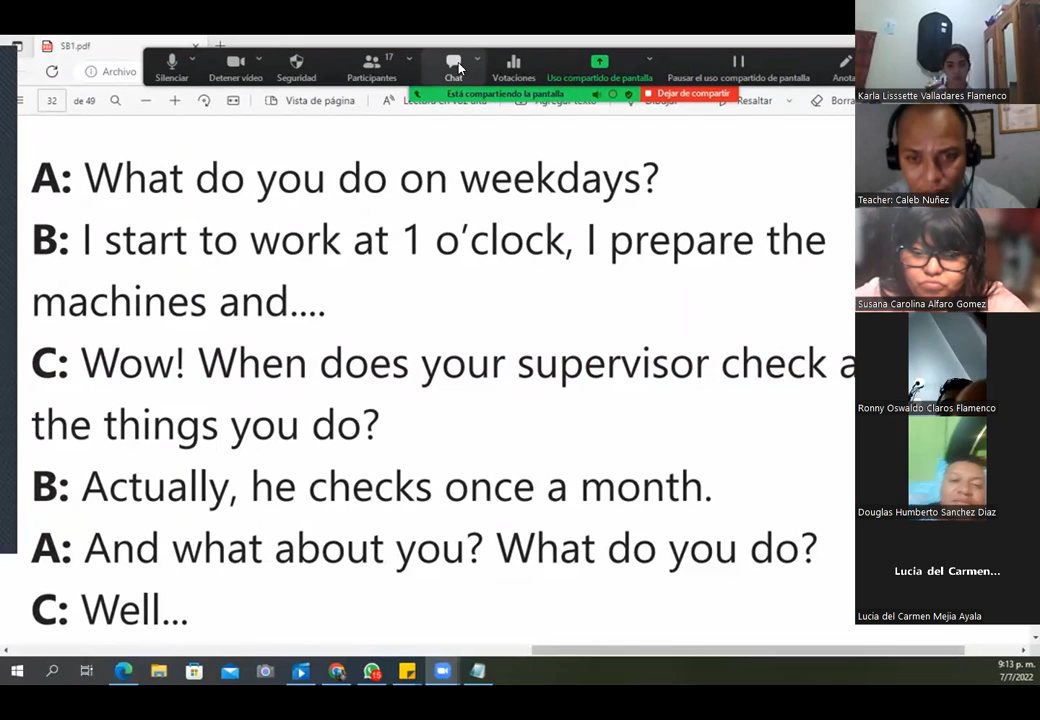 SB1.pdf
Archivo
Silenciar
Detener video
Seguridad
17
Participantes
Chat
Votaciones
Uso compartido de pantalla
Pausar el uso compartido de pantalla
Está compartiendo la pantalla
Dejar de compartir
32 de 49
Vista de página
Resaltar
A: What do you do on weekdays?
B: I start to work at 1 o’clock, I prepare the
machines and....
C: Wow! When does your supervisor check
the things you do?
B: Actually, he checks once a month.
A: And what about you? What do you do?
C: Well...
Karla Lisssette Valladares Flamenco
Teacher: Caleb Nuñez
Susana Carolina Alfaro Gomez
Ronny Oswaldo Claros Flamenco
Douglas Humberto Sanchez Diaz
Lucia del Carmen...
Lucia del Carmen Mejia Ayala
15
9:13 p. m.
7/7/2022